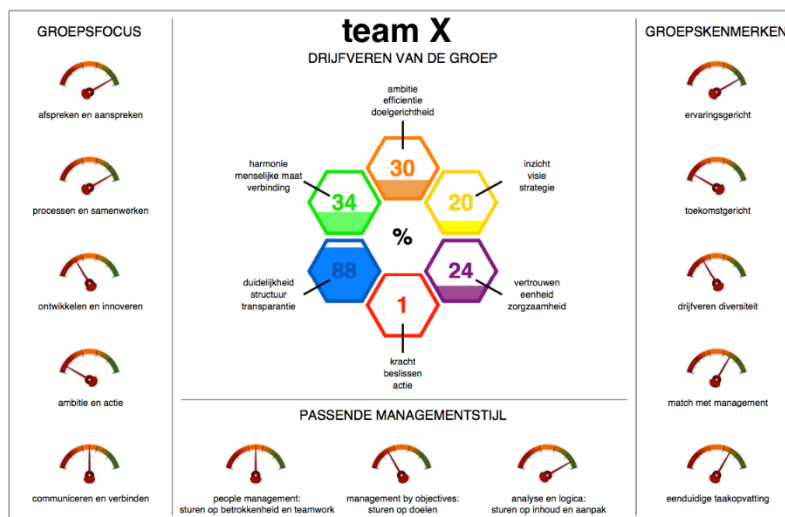 GROEPSFOCUS
afspreken en aanspreken
processen en samenwerken
ontwikkelen en innoveren
ambitie en actie
communiceren en verbinden
team X
DRIJFVEREN VAN DE GROEP
ambitie
efficientie
doelgerichtheid
30
harmonie
menselijke maat
verbinding
34
inzicht
visie
strategie
20
%
duidelijkheid
structuur
transparantie
88
vertrouwen
eenheid
zorgzaamheid
24
1
kracht
beslissen
actie
PASSENDE MANAGEMENTSTIJL
people management:
sturen op betrokkenheid en teamwork
management by objectives:
sturen op doelen
analyse en logica:
sturen op inhoud en aanpak
GROEPSKENMERKEN
ervaringsgericht
toekomstgericht
drijfveren diversiteit
match met management
eenduidige taakopvatting